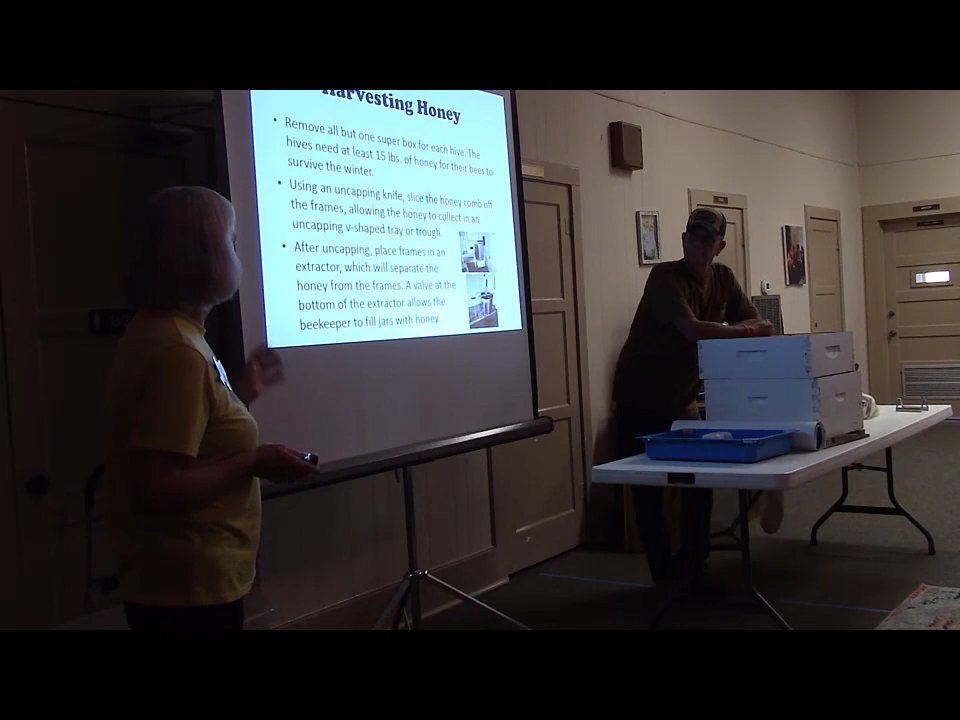 Harvesting Honey
• Remove all but one super box for each hive. The
hives need at least 15 lbs. of honey for their bees to
survive the winter.
• Using an uncapping knife, slice the honey comb off
the frames, allowing the honey to collect in an
uncapping v-shaped tray or trough.
• After uncapping, place frames in an
extractor, which will separate the
honey from the frames. A valve at the
bottom of the extractor allows the
beekeeper to fill jars with honey.